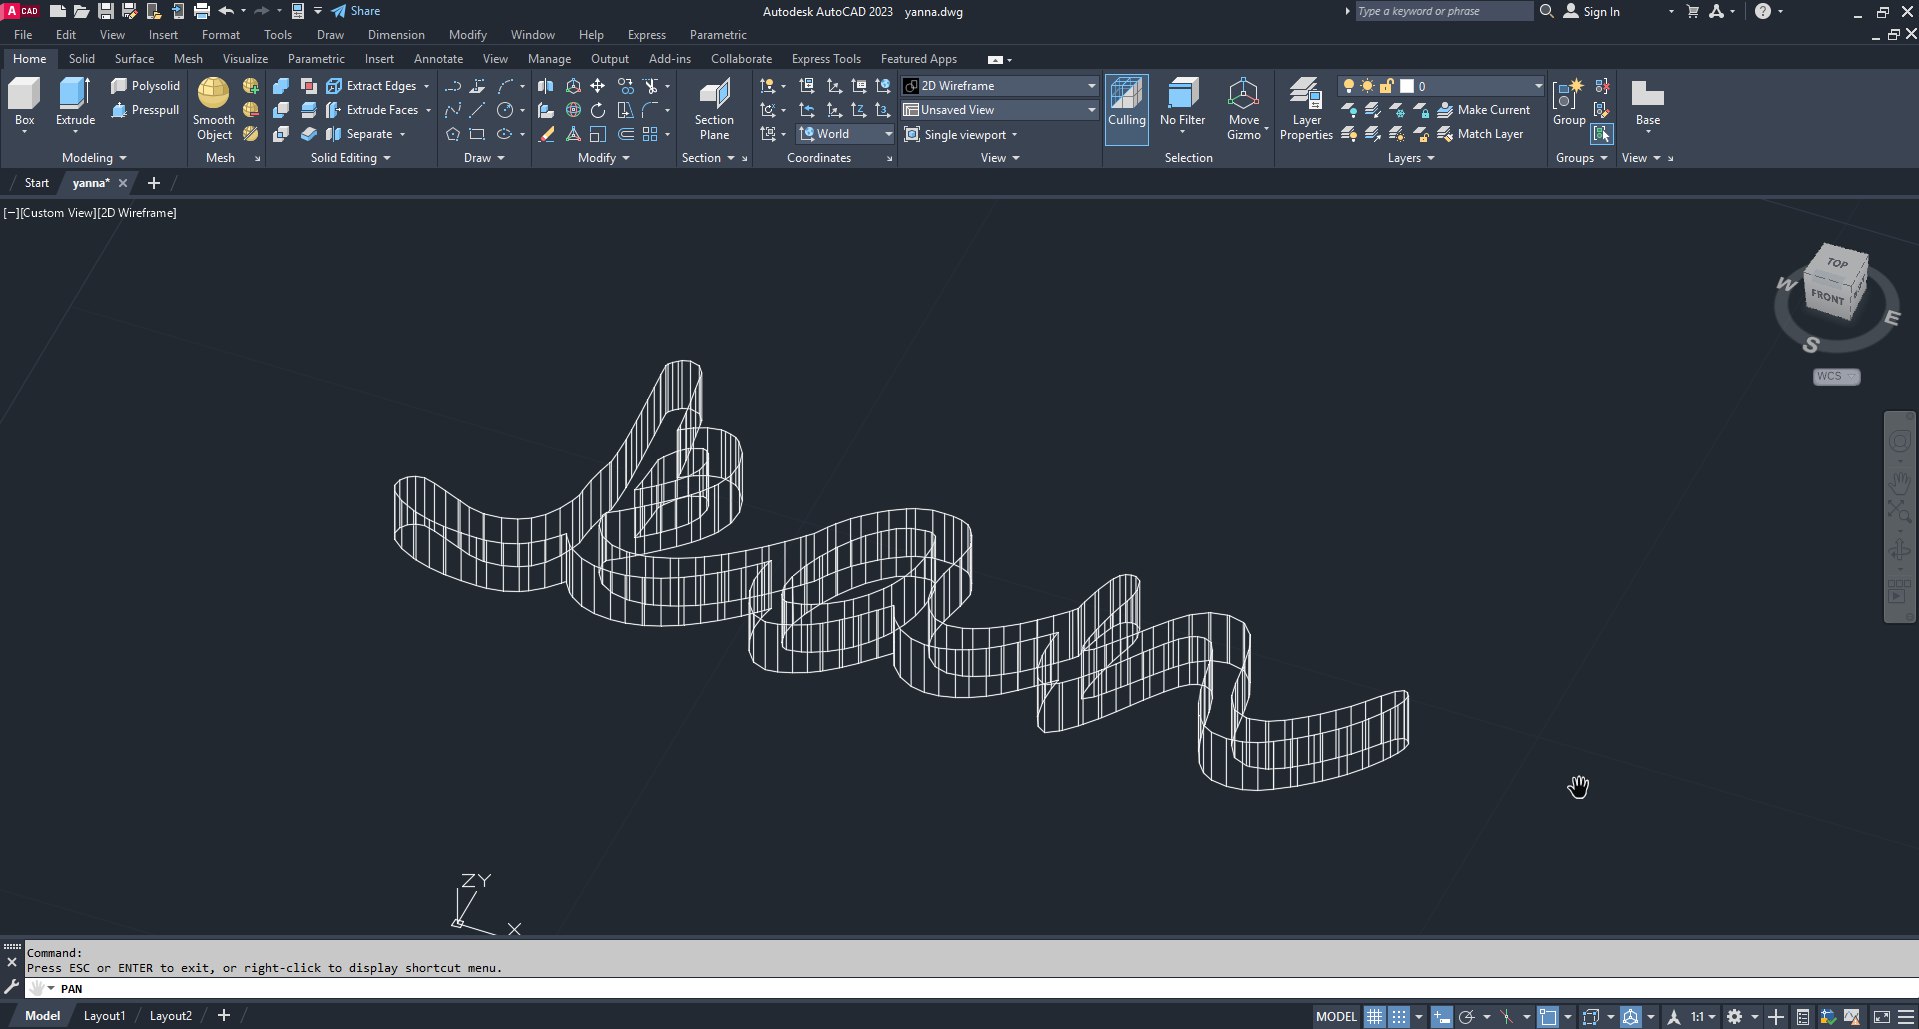 A CAD
Share
Autodesk AutoCAD 2023 yanna.dwg
Type a keyword or phrase
Sign In
File Edit View Insert Format Tools Draw Dimension Modify Window Help Express Parametric
Home Solid Surface Mesh Visualize Parametric Insert Annotate View Manage Output Add-ins Collaborate Express Tools Featured Apps
Box
Extrude
Polysolid
Presspull
Modeling
Smooth Object
Mesh
Extract Edges
Extrude Faces
Separate
Solid Editing
Draw
Modify
Section Plane
Section
World
Coordinates
2D Wireframe
Unsaved View
Single viewport
View
Culling
No Filter
Move Gizmo
Selection
Layer Properties
0
Make Current
Match Layer
Layers
Group
Groups
Base
View
Start yanna*
[−][Custom View][2D Wireframe]
TOP
FRONT
W
E
S
WCS
yanna
Z Y
X
Command:
Press ESC or ENTER to exit, or right-click to display shortcut menu.
PAN
Model Layout1 Layout2
MODEL
1:1